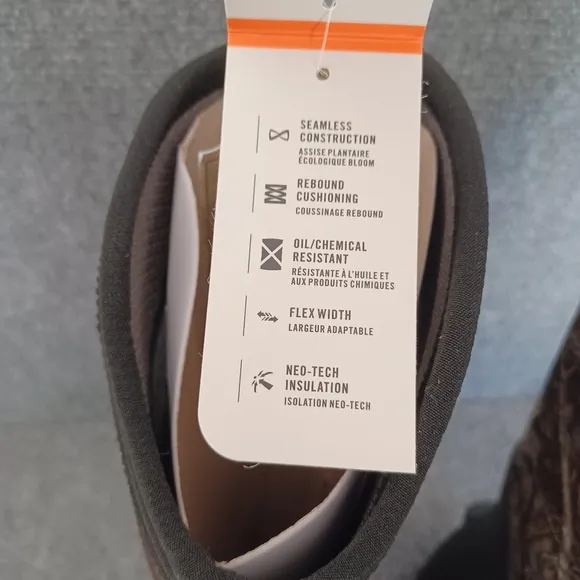 SEAMLESS
CONSTRUCTION
ASSISE PLANTAIRE
ÉCOLOGIQUE BLOOM
REBOUND
CUSHIONING
COUSSINAGE REBOUND
OIL/CHEMICAL
RESISTANT
RÉSISTANTE À L'HUILE ET
AUX PRODUITS CHIMIQUES
FLEX WIDTH
LARGEUR ADAPTABLE
NEO-TECH
INSULATION
ISOLATION NEO-TECH